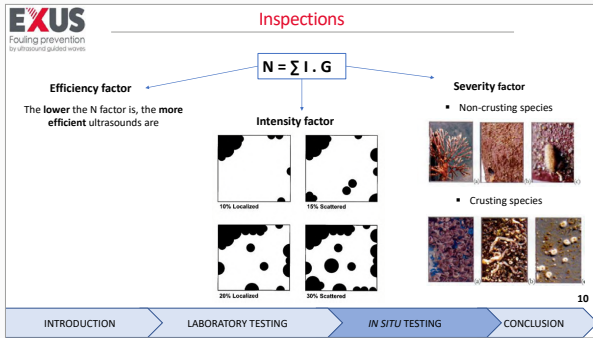 EXUS
Fouling prevention
by ultrasound guided waves
Inspections
N = ∑ I . G
Efficiency factor
The lower the N factor is, the more
efficient ultrasounds are
Intensity factor
10% Localized
15% Scattered
20% Localized
30% Scattered
Severity factor
▪ Non-crusting species
(a)
(b)
(c)
▪ Crusting species
(a)
(b)
10
INTRODUCTION
LABORATORY TESTING
IN SITU TESTING
CONCLUSION